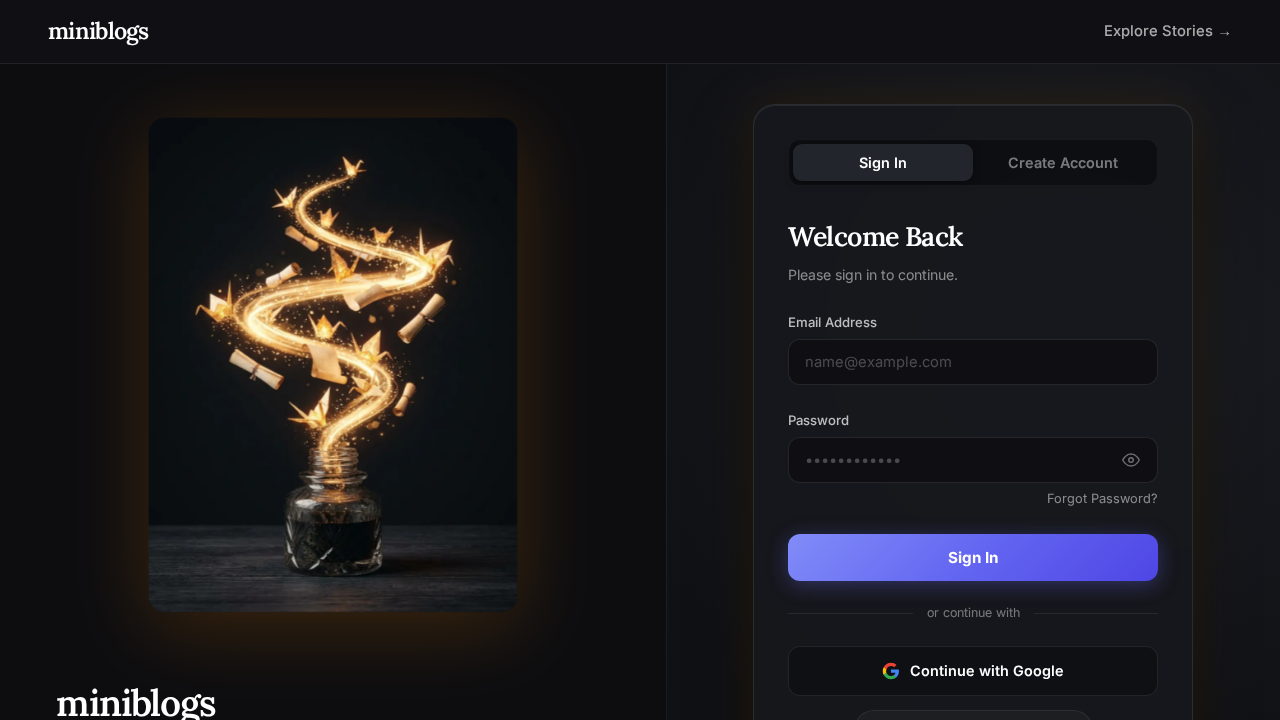 miniblogs
Explore Stories →
Sign In
Create Account
Welcome Back
Please sign in to continue.
Email Address
name@example.com
Password
••••••••••••
Forgot Password?
Sign In
or continue with
Continue with Google
miniblogs